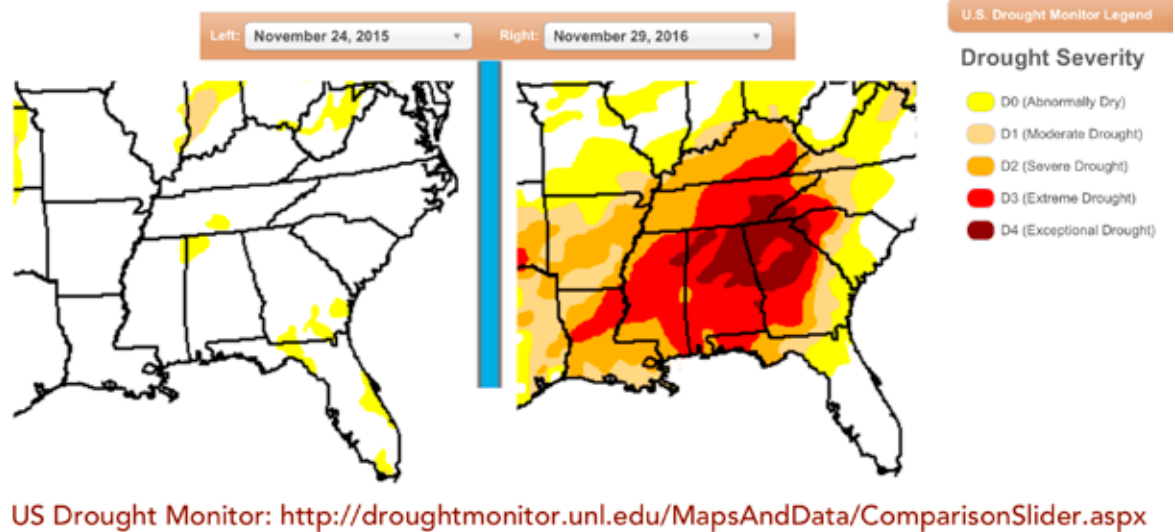 Left: November 24, 2015 Right: November 29, 2016
U.S. Drought Monitor Legend
Drought Severity
D0 (Abnormally Dry)
D1 (Moderate Drought)
D2 (Severe Drought)
D3 (Extreme Drought)
D4 (Exceptional Drought)
US Drought Monitor: http://droughtmonitor.unl.edu/MapsAndData/ComparisonSlider.aspx